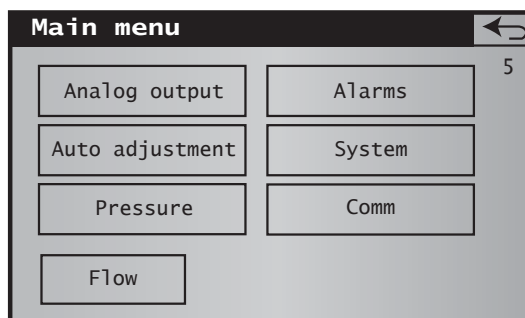 Main menu
5
Analog output
Alarms
Auto adjustment
System
Pressure
Comm
Flow